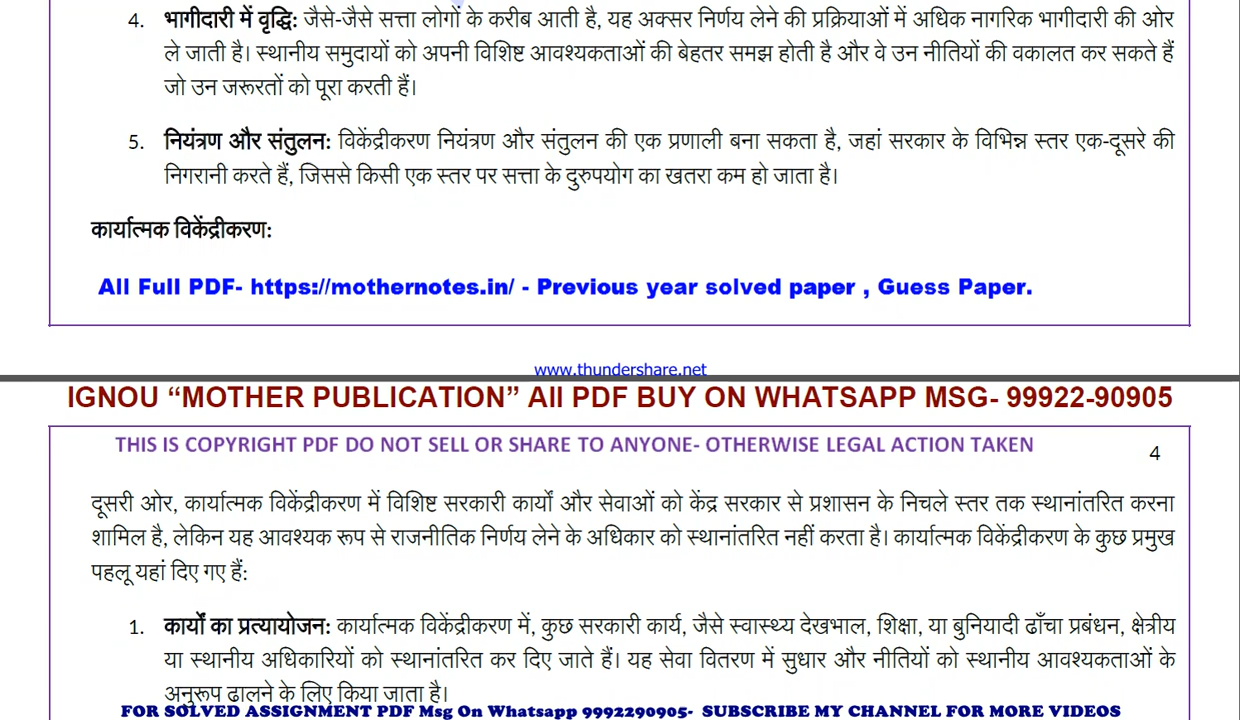 4. भागीदारी में वृद्धि: जैसे-जैसे सत्ता लोगों के करीब आती है, यह अक्सर निर्णय लेने की प्रक्रियाओं में अधिक नागरिक भागीदारी की ओर
ले जाती है। स्थानीय समुदायों को अपनी विशिष्ट आवश्यकताओं की बेहतर समझ होती है और वे उन नीतियों की वकालत कर सकते हैं
जो उन जरूरतों को पूरा करती हैं।
5. नियंत्रण और संतुलन: विकेंद्रीकरण नियंत्रण और संतुलन की एक प्रणाली बना सकता है, जहां सरकार के विभिन्न स्तर एक-दूसरे की
निगरानी करते हैं, जिससे किसी एक स्तर पर सत्ता के दुरुपयोग का खतरा कम हो जाता है।
कार्यात्मक विकेंद्रीकरण:
All Full PDF- https://mothernotes.in/ - Previous year solved paper , Guess Paper.
www.thundershare.net
IGNOU “MOTHER PUBLICATION” All PDF BUY ON WHATSAPP MSG- 99922-90905
THIS IS COPYRIGHT PDF DO NOT SELL OR SHARE TO ANYONE- OTHERWISE LEGAL ACTION TAKEN
4
दूसरी ओर, कार्यात्मक विकेंद्रीकरण में विशिष्ट सरकारी कार्यों और सेवाओं को केंद्र सरकार से प्रशासन के निचले स्तर तक स्थानांतरित करना
शामिल है, लेकिन यह आवश्यक रूप से राजनीतिक निर्णय लेने के अधिकार को स्थानांतरित नहीं करता है। कार्यात्मक विकेंद्रीकरण के कुछ प्रमुख
पहलू यहां दिए गए हैं:
1. कार्यों का प्रत्यायोजन: कार्यात्मक विकेंद्रीकरण में, कुछ सरकारी कार्य, जैसे स्वास्थ्य देखभाल, शिक्षा, या बुनियादी ढाँचा प्रबंधन, क्षेत्रीय
या स्थानीय अधिकारियों को स्थानांतरित कर दिए जाते हैं। यह सेवा वितरण में सुधार और नीतियों को स्थानीय आवश्यकताओं के
अनुरूप ढालने के लिए किया जाता है।
FOR SOLVED ASSIGNMENT PDF Msg On Whatsapp 9992290905- SUBSCRIBE MY CHANNEL FOR MORE VIDEOS